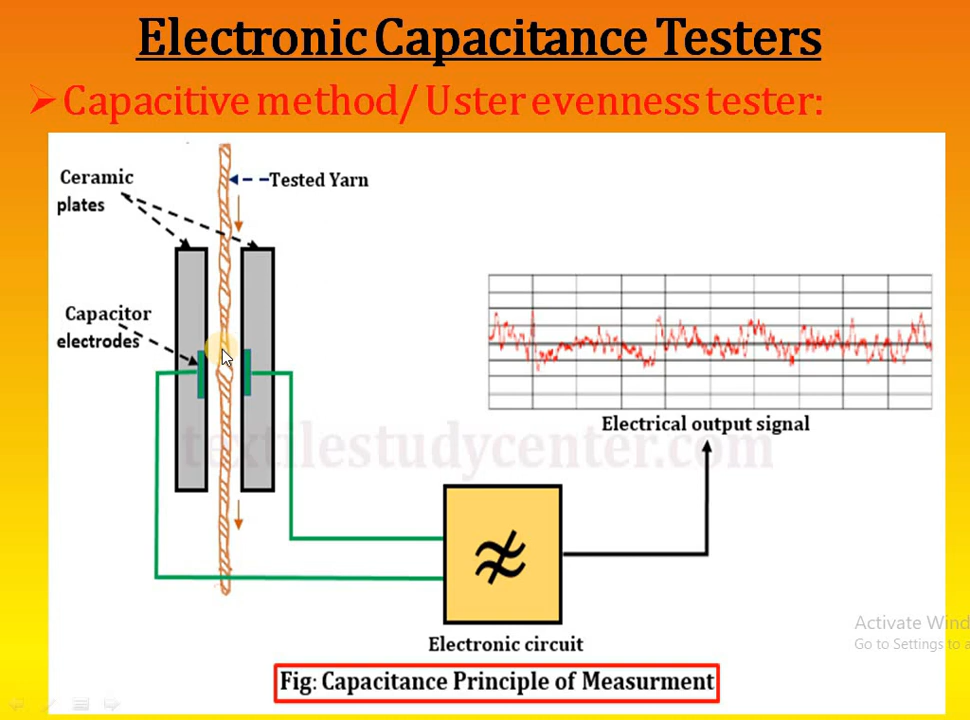 Electronic Capacitance Testers
Capacitive method/ Uster evenness tester:
Ceramic
plates
Tested Yarn
Capacitor
electrodes
Electrical output signal
textilestudycenter.com
Electronic circuit
Activate Wind
Go to Settings to a
Fig: Capacitance Principle of Measurment